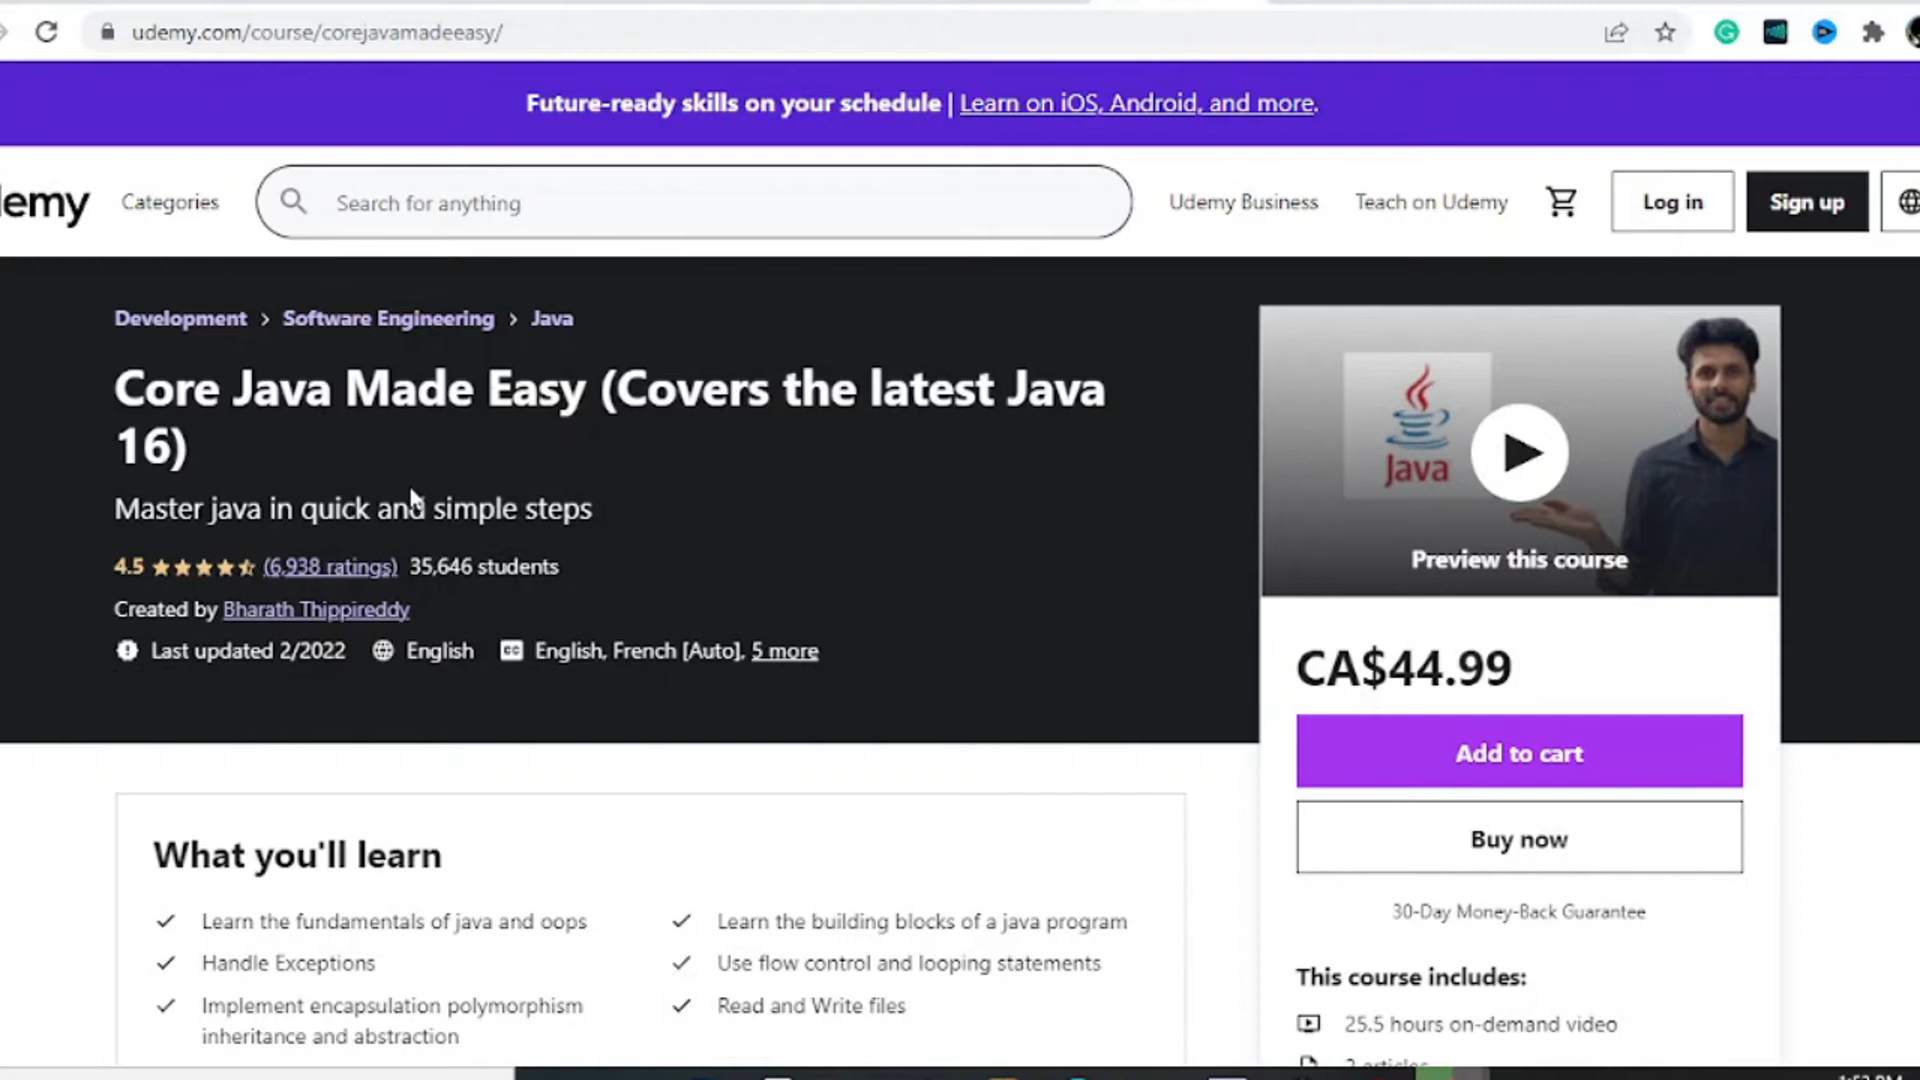 udemy.com/course/corejavamadeeasy/
Future-ready skills on your schedule | Learn on iOS, Android, and more.
demy
Categories
Search for anything
Udemy Business
Teach on Udemy
Log in
Sign up
Development > Software Engineering > Java
Core Java Made Easy (Covers the latest Java
16)
Master java in quick and simple steps
4.5 (6,938 ratings) 35,646 students
Created by Bharath Thippireddy
Last updated 2/2022 English CC English, French [Auto], 5 more
Java
Preview this course
CA$44.99
Add to cart
Buy now
30-Day Money-Back Guarantee
This course includes:
25.5 hours on-demand video
What you'll learn
Learn the fundamentals of java and oops
Learn the building blocks of a java program
Handle Exceptions
Use flow control and looping statements
Implement encapsulation polymorphism
inheritance and abstraction
Read and Write files